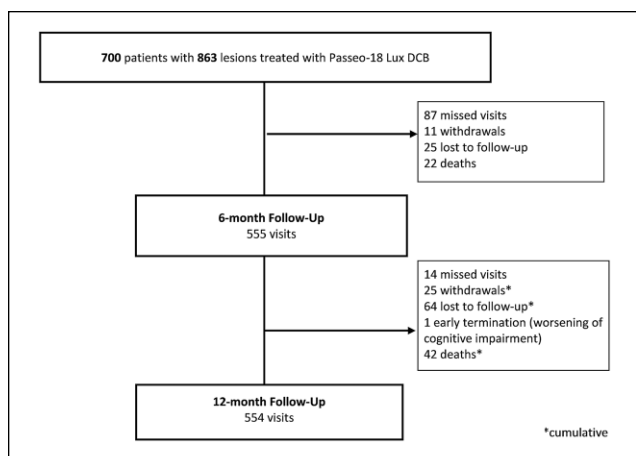 700 patients with 863 lesions treated with Passeo-18 Lux DCB
87 missed visits
11 withdrawals
25 lost to follow-up
22 deaths
6-month Follow-Up
555 visits
14 missed visits
25 withdrawals*
64 lost to follow-up*
1 early termination (worsening of
cognitive impairment)
42 deaths*
12-month Follow-Up
554 visits
*cumulative